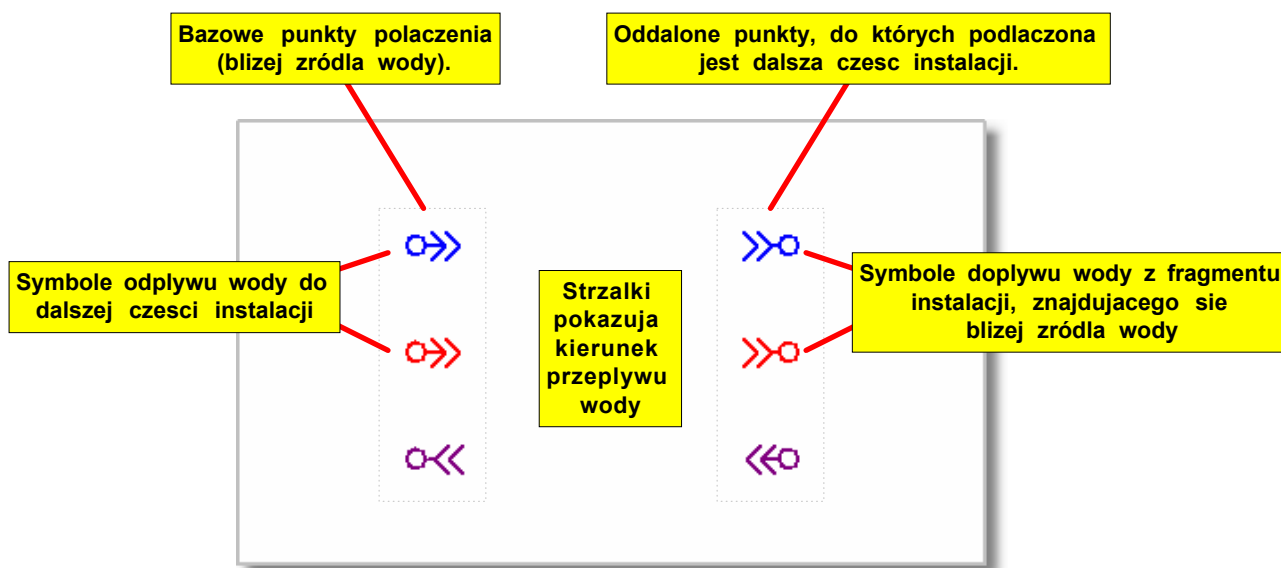 Bazowe punkty polaczenia
(blizej zródla wody).
Oddalone punkty, do których podlaczona
jest dalsza czesc instalacji.
Symbole odplywu wody do
dalszej czesci instalacji
Strzalki
pokazuja
kierunek
przeplywu
wody
Symbole doplywu wody z fragmentu
instalacji, znajdujacego sie
blizej zródla wody